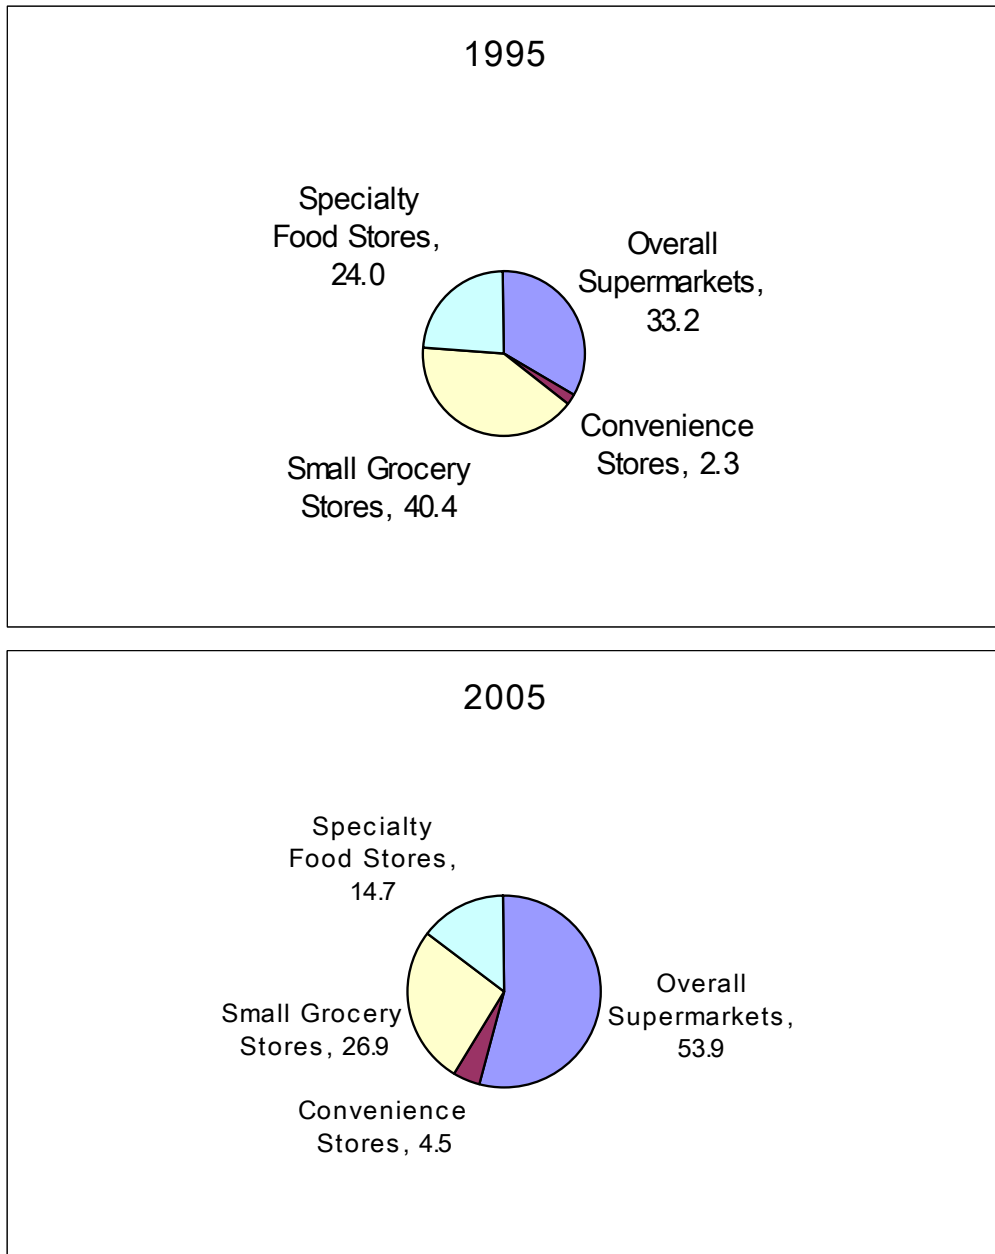 1995
Specialty
Food Stores,
24.0
Overall
Supermarkets,
33.2
Convenience
Stores, 2.3
Small Grocery
Stores, 40.4
2005
Specialty
Food Stores,
14.7
Overall
Supermarkets,
53.9
Small Grocery
Stores, 26.9
Convenience
Stores, 4.5